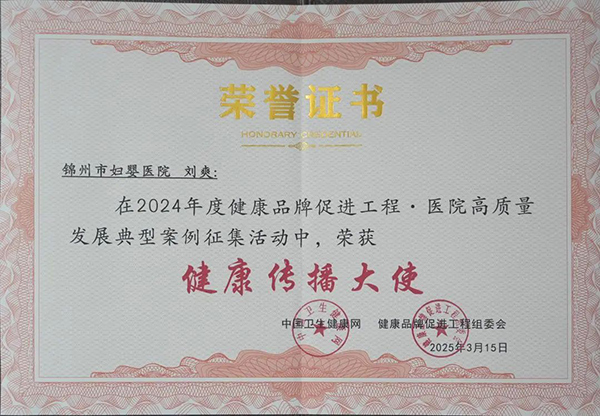 荣誉证书
HONORARY CREDENTIAL
锦州市妇婴医院 刘爽:
在2024年度健康品牌促进工程·医院高质量
发展典型案例征集活动中，荣获
健康传播大使
中国卫生健康网 健康品牌促进工程组委会
2025年3月15日